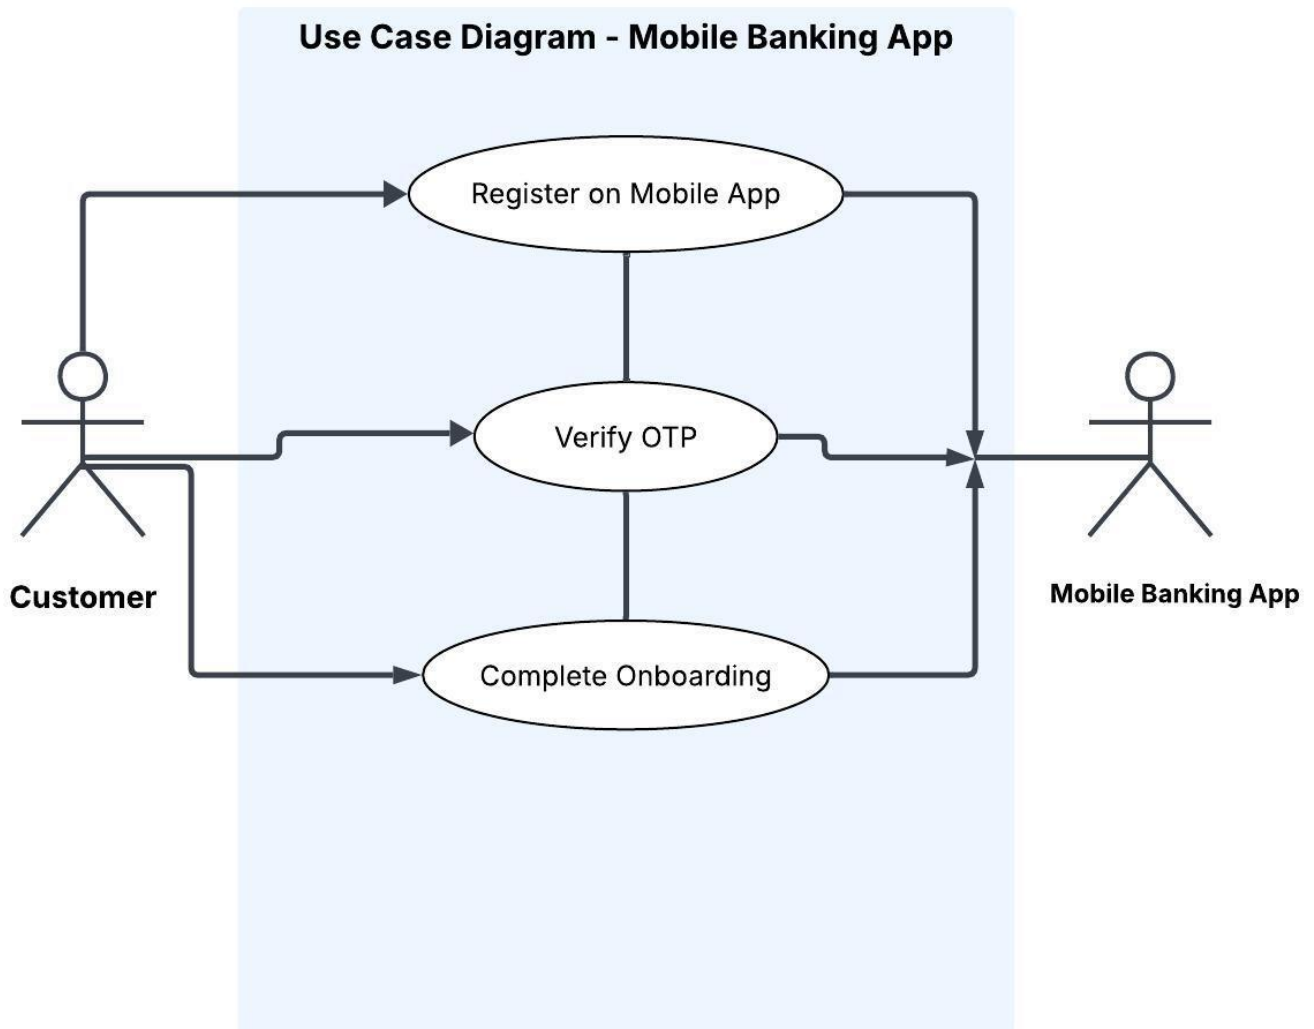 Use Case Diagram - Mobile Banking App
Register on Mobile App
Verify OTP
Customer
Mobile Banking App
Complete Onboarding